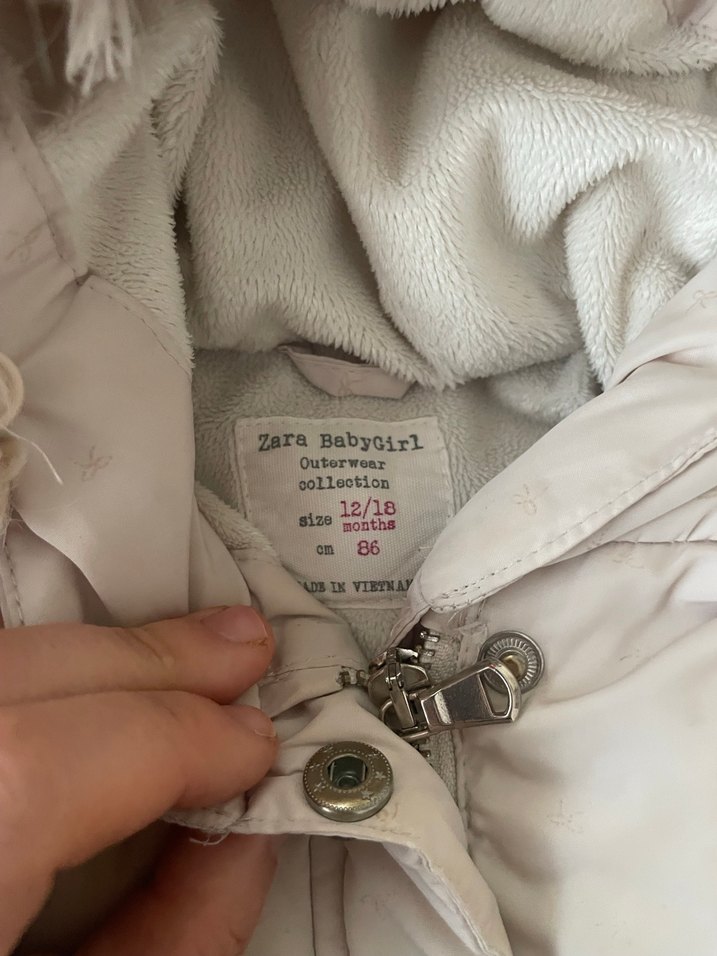 Zara BabyGirl
Outerwear
collection
size 12/18
months
cm 86
MADE IN VIETNAM